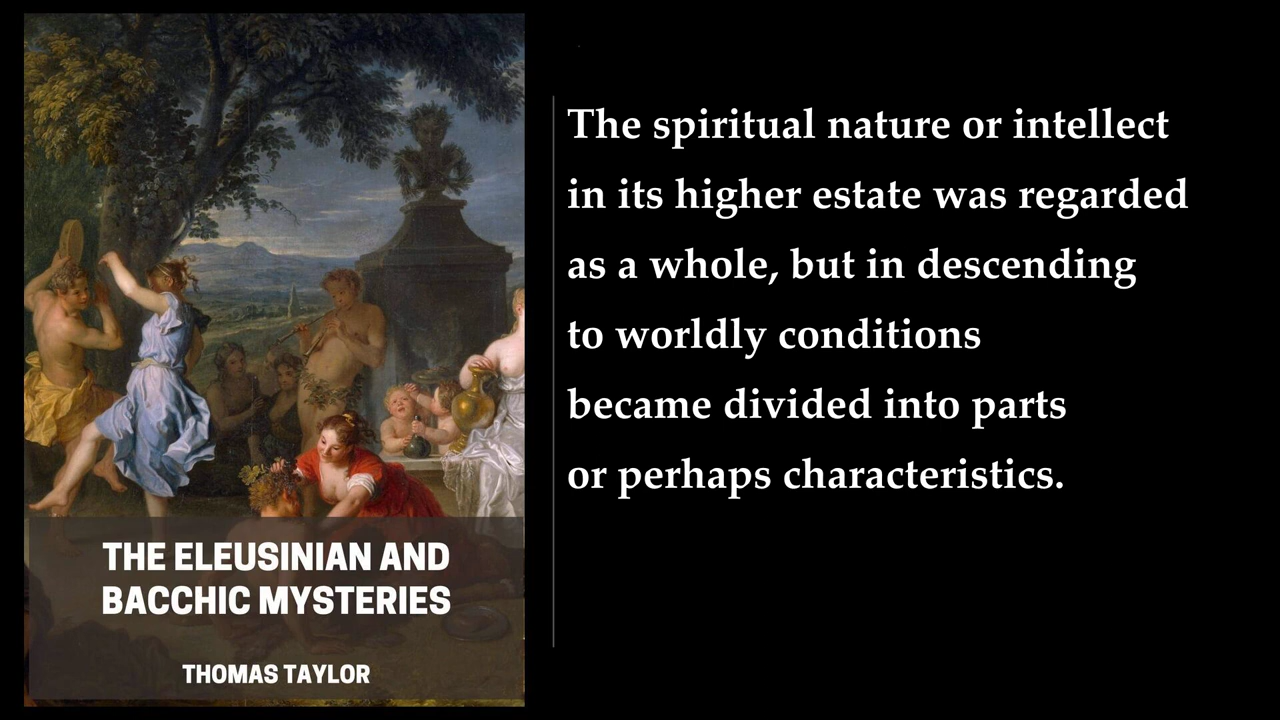 The spiritual nature or intellect
in its higher estate was regarded
as a whole, but in descending
to worldly conditions
became divided into parts
or perhaps characteristics.
THE ELEUSINIAN AND
BACCHIC MYSTERIES
THOMAS TAYLOR